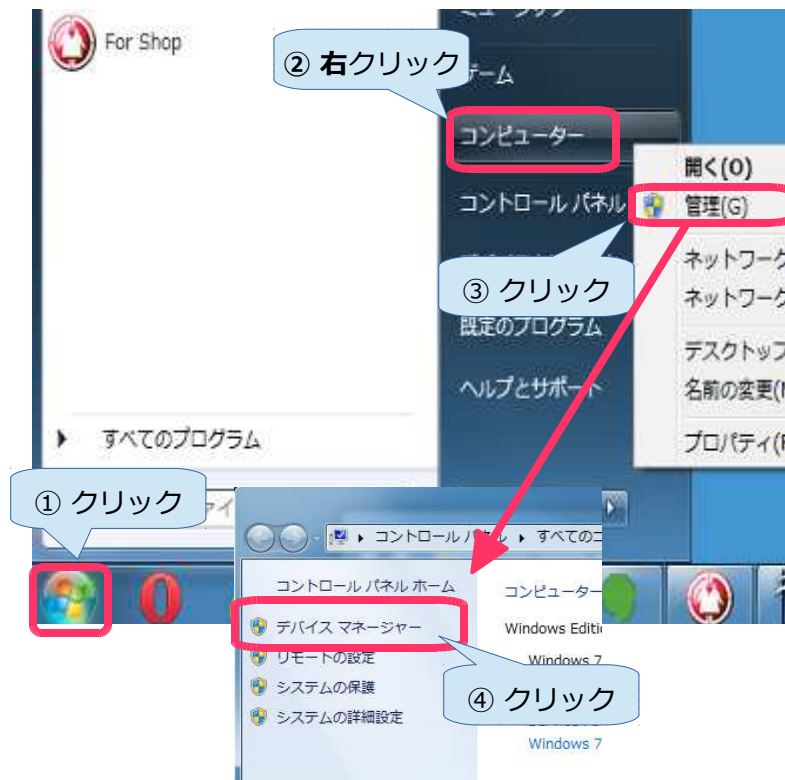 ミュージック
For Shop
② 右クリック
ゲーム
コンピューター
開く(O)
コントロール パネル
管理(G)
ネットワーク
③ クリック
ネットワーク
既定のプログラム
デスクトップ
ヘルプとサポート
名前の変更(
すべてのプログラム
プロパティ(
① クリック
コントロール パネル
すべてのコ
コントロール パネル ホーム
コンピューター
デバイス マネージャー
Windows Editi
リモートの設定
Windows 7
システムの保護
④ クリック
システムの詳細設定
Windows 7